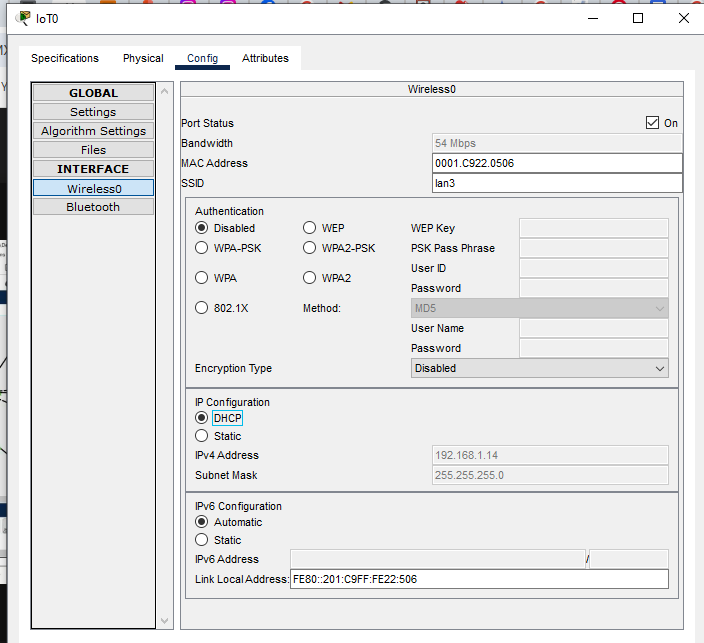 IoT0
Specifications Physical Config Attributes
GLOBAL
Settings
Algorithm Settings
Files
INTERFACE
Wireless0
Bluetooth
Wireless0
Port Status On
Bandwidth 54 Mbps
MAC Address 0001.C922.0506
SSID lan3
Authentication
Disabled WEP WEP Key
WPA-PSK WPA2-PSK PSK Pass Phrase
User ID
WPA WPA2
Password
802.1X Method: MD5
User Name
Password
Encryption Type Disabled
IP Configuration
DHCP
Static
IPv4 Address 192.168.1.14
Subnet Mask 255.255.255.0
IPv6 Configuration
Automatic
Static
IPv6 Address /
Link Local Address: FE80::201:C9FF:FE22:506